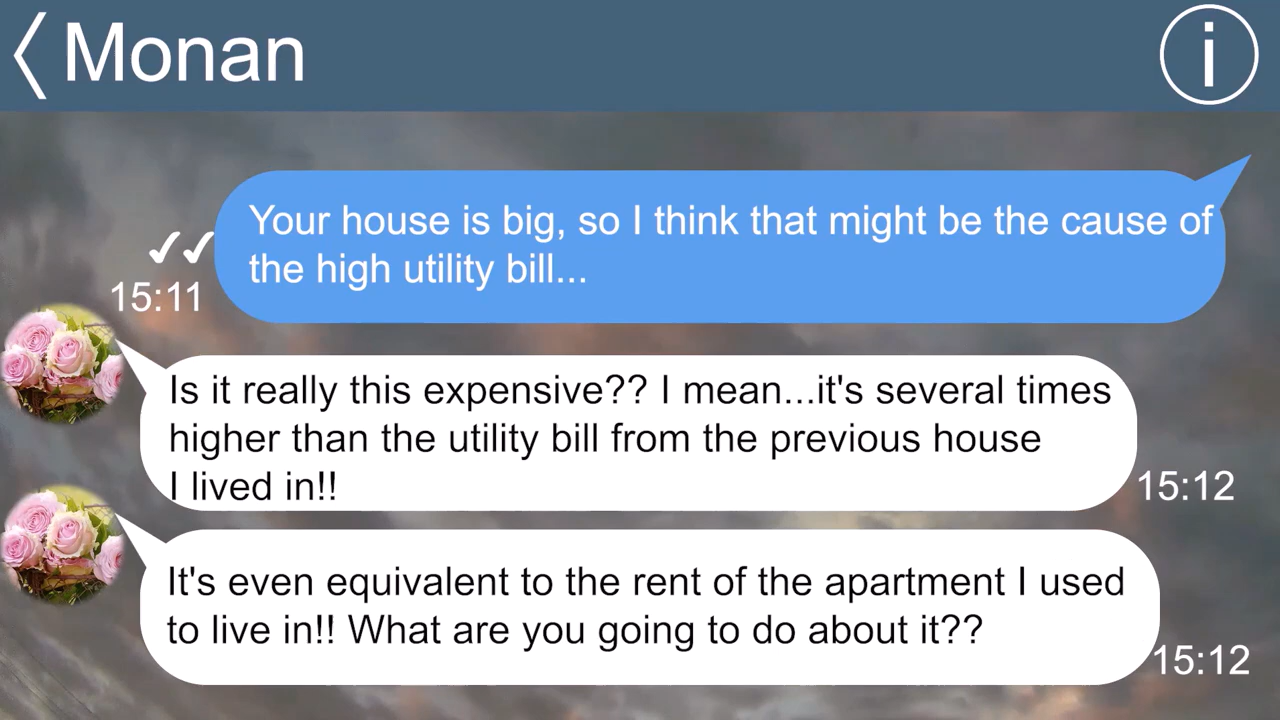 Monan
i
Your house is big, so I think that might be the cause of
the high utility bill...
15:11
Is it really this expensive?? I mean...it's several times
higher than the utility bill from the previous house
I lived in!!
15:12
It's even equivalent to the rent of the apartment I used
to live in!! What are you going to do about it??
15:12